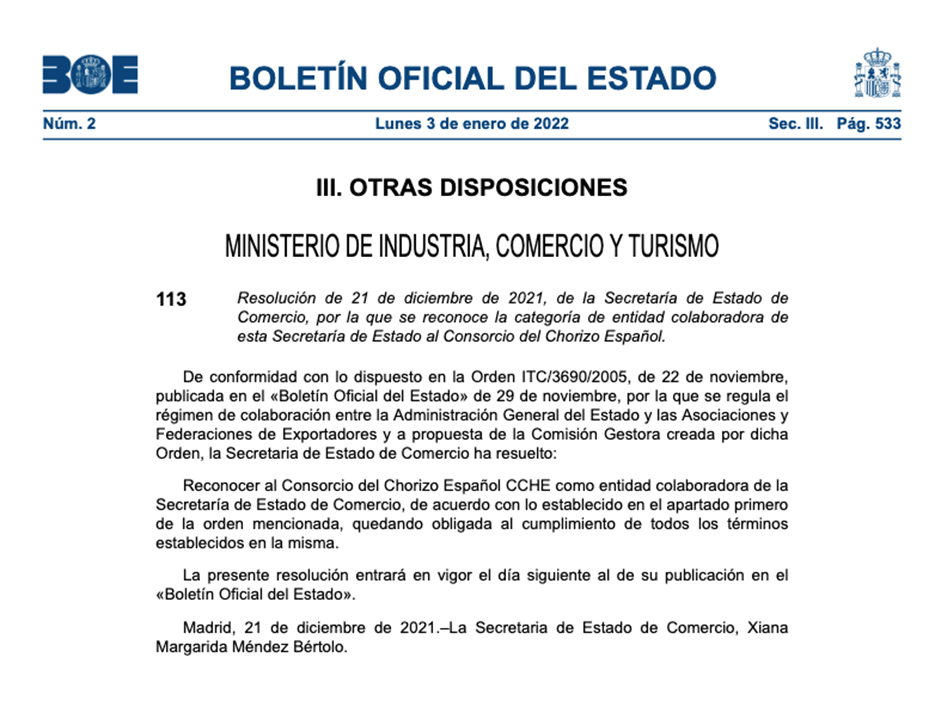 BOE
BOLETÍN OFICIAL DEL ESTADO
Núm. 2 Lunes 3 de enero de 2022 Sec. III. Pág. 533
III. OTRAS DISPOSICIONES
MINISTERIO DE INDUSTRIA, COMERCIO Y TURISMO
113 Resolución de 21 de diciembre de 2021, de la Secretaría de Estado de
Comercio, por la que se reconoce la categoría de entidad colaboradora de
esta Secretaría de Estado al Consorcio del Chorizo Español.
De conformidad con lo dispuesto en la Orden ITC/3690/2005, de 22 de noviembre,
publicada en el «Boletín Oficial del Estado» de 29 de noviembre, por la que se regula el
régimen de colaboración entre la Administración General del Estado y las Asociaciones y
Federaciones de Exportadores y a propuesta de la Comisión Gestora creada por dicha
Orden, la Secretaria de Estado de Comercio ha resuelto:
Reconocer al Consorcio del Chorizo Español CCHE como entidad colaboradora de la
Secretaría de Estado de Comercio, de acuerdo con lo establecido en el apartado primero
de la orden mencionada, quedando obligada al cumplimiento de todos los términos
establecidos en la misma.
La presente resolución entrará en vigor el día siguiente al de su publicación en el
«Boletín Oficial del Estado».
Madrid, 21 de diciembre de 2021.–La Secretaria de Estado de Comercio, Xiana
Margarida Méndez Bértolo.